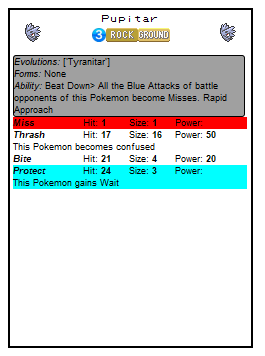 Pupitar
3 ROCK GROUND
Evolutions: ['Tyranitar']
Forms: None
Ability: Beat Down> All the Blue Attacks of battle
opponents of this Pokemon become Misses. Rapid
Approach
Miss Hit: 1 Size: 1 Power:
Thrash Hit: 17 Size: 16 Power: 50
This Pokemon becomes confused
Bite Hit: 21 Size: 4 Power: 20
Protect Hit: 24 Size: 3 Power:
This Pokemon gains Wait